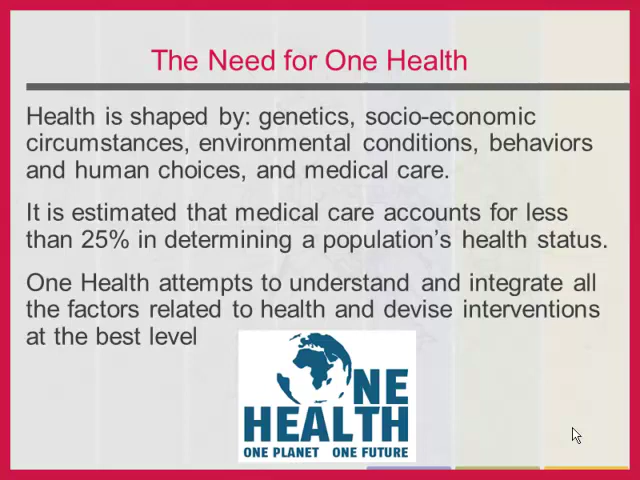 The Need for One Health
Health is shaped by: genetics, socio-economic
circumstances, environmental conditions, behaviors
and human choices, and medical care.
It is estimated that medical care accounts for less
than 25% in determining a population’s health status.
One Health attempts to understand and integrate all
the factors related to health and devise interventions
at the best level
ONE
HEALTH
ONE PLANET ONE FUTURE